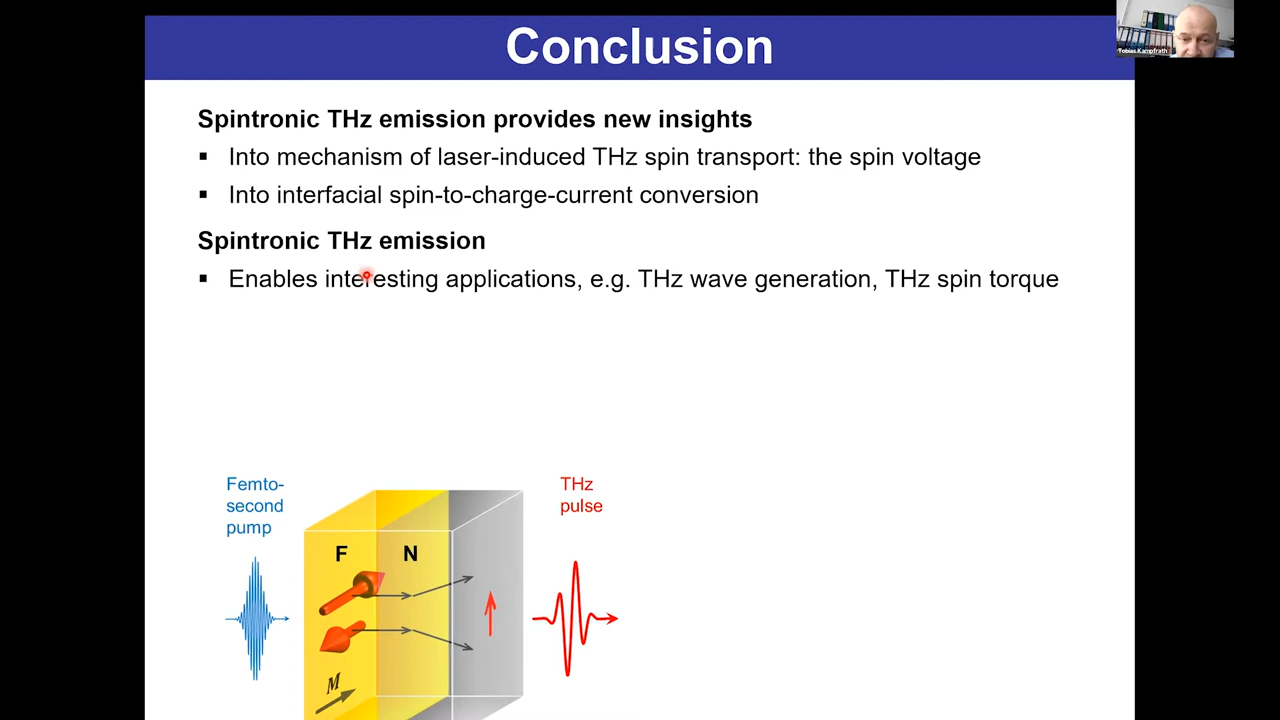 Conclusion
Tobias Kampfrath
Spintronic THz emission provides new insights
▪ Into mechanism of laser-induced THz spin transport: the spin voltage
▪ Into interfacial spin-to-charge-current conversion
Spintronic THz emission
▪ Enables interesting applications, e.g. THz wave generation, THz spin torque
Femto-
second
pump
THz
pulse
F
N
M